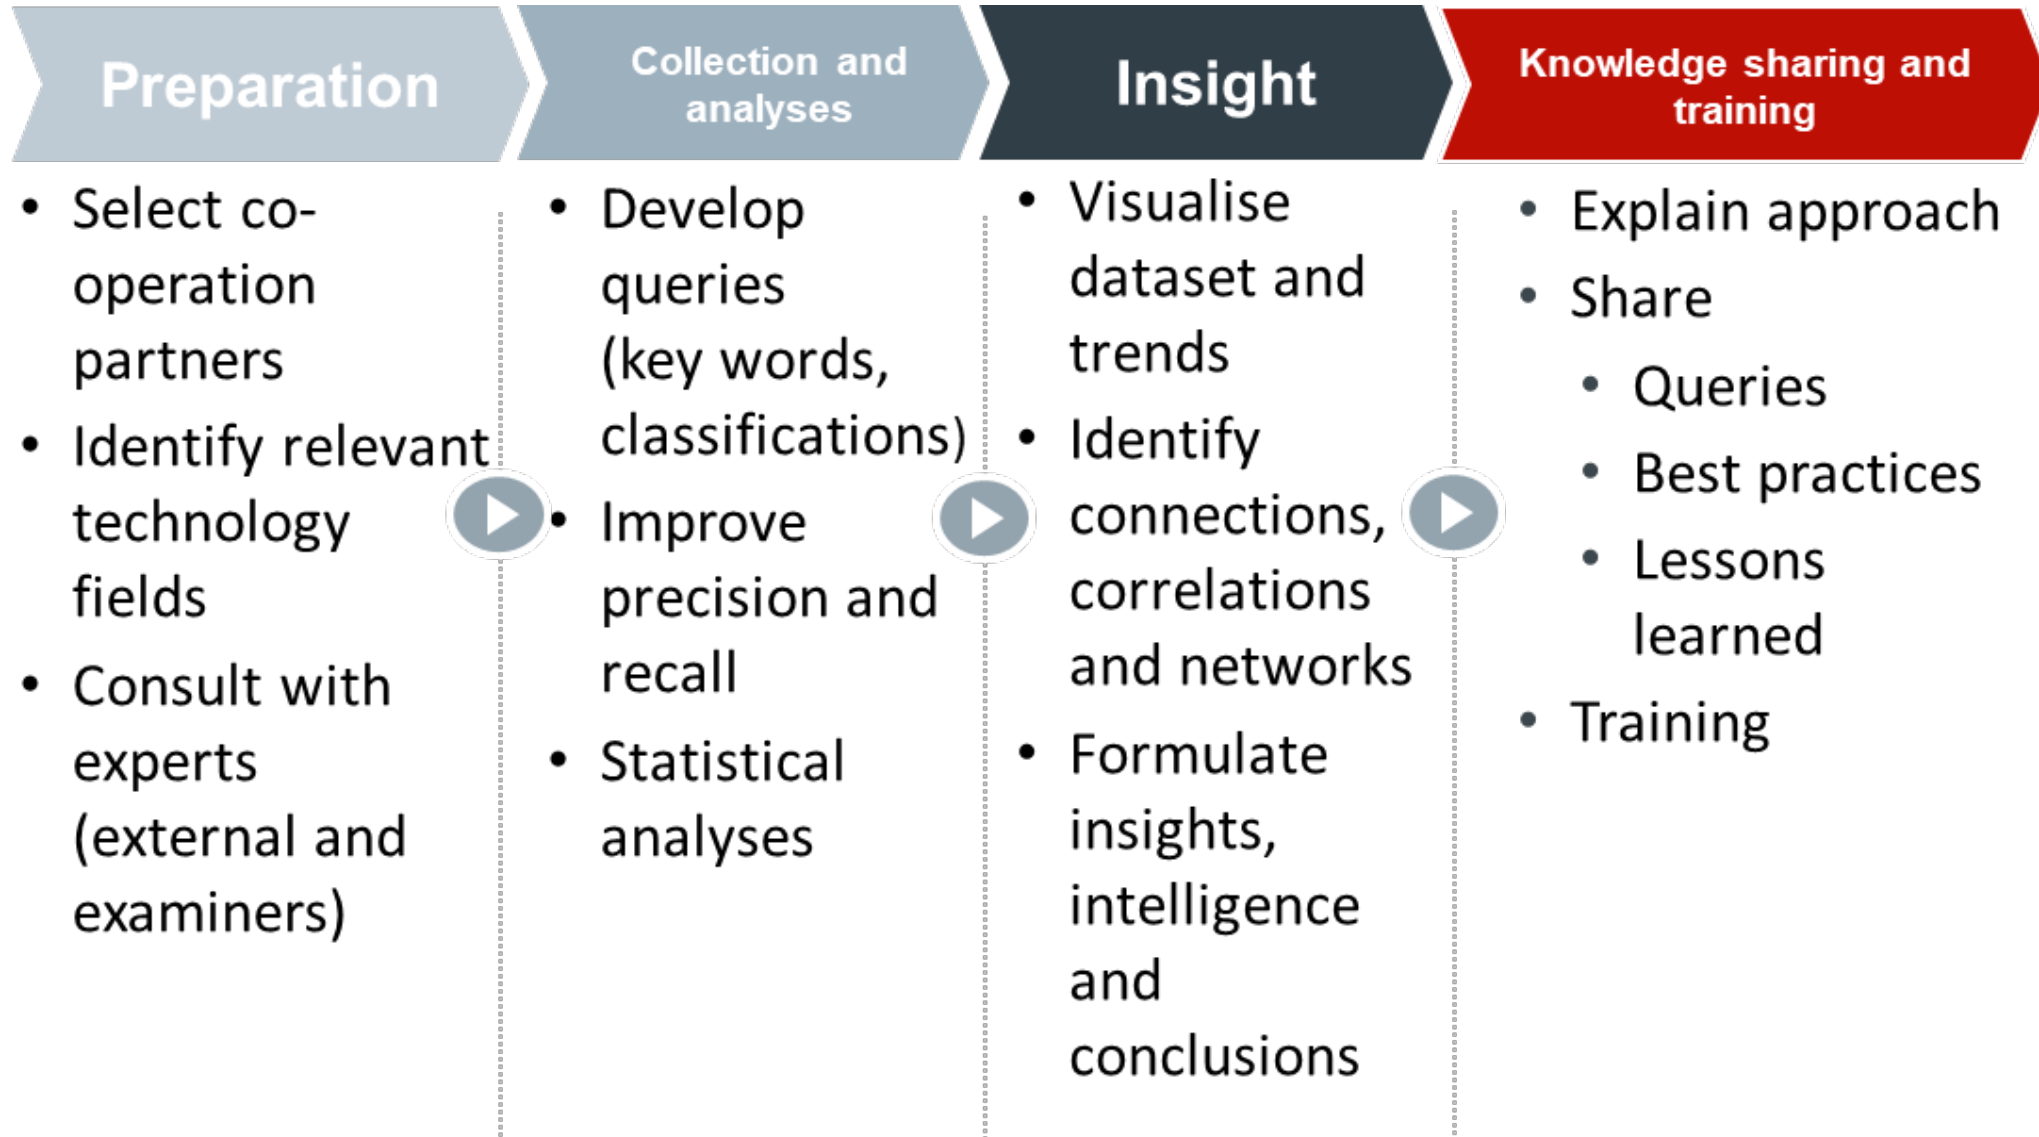 Preparation
• Select co-
operation
partners
• Identify relevant
technology
fields
• Consult with
experts
(external and
examiners)
Collection and
analyses
• Develop
queries
(key words,
classifications)
• Improve
precision and
recall
• Statistical
analyses
Insight
• Visualise
dataset and
trends
• Identify
connections,
correlations
and networks
• Formulate
insights,
intelligence
and
conclusions
Knowledge sharing and
training
• Explain approach
• Share
• Queries
• Best practices
• Lessons
learned
• Training